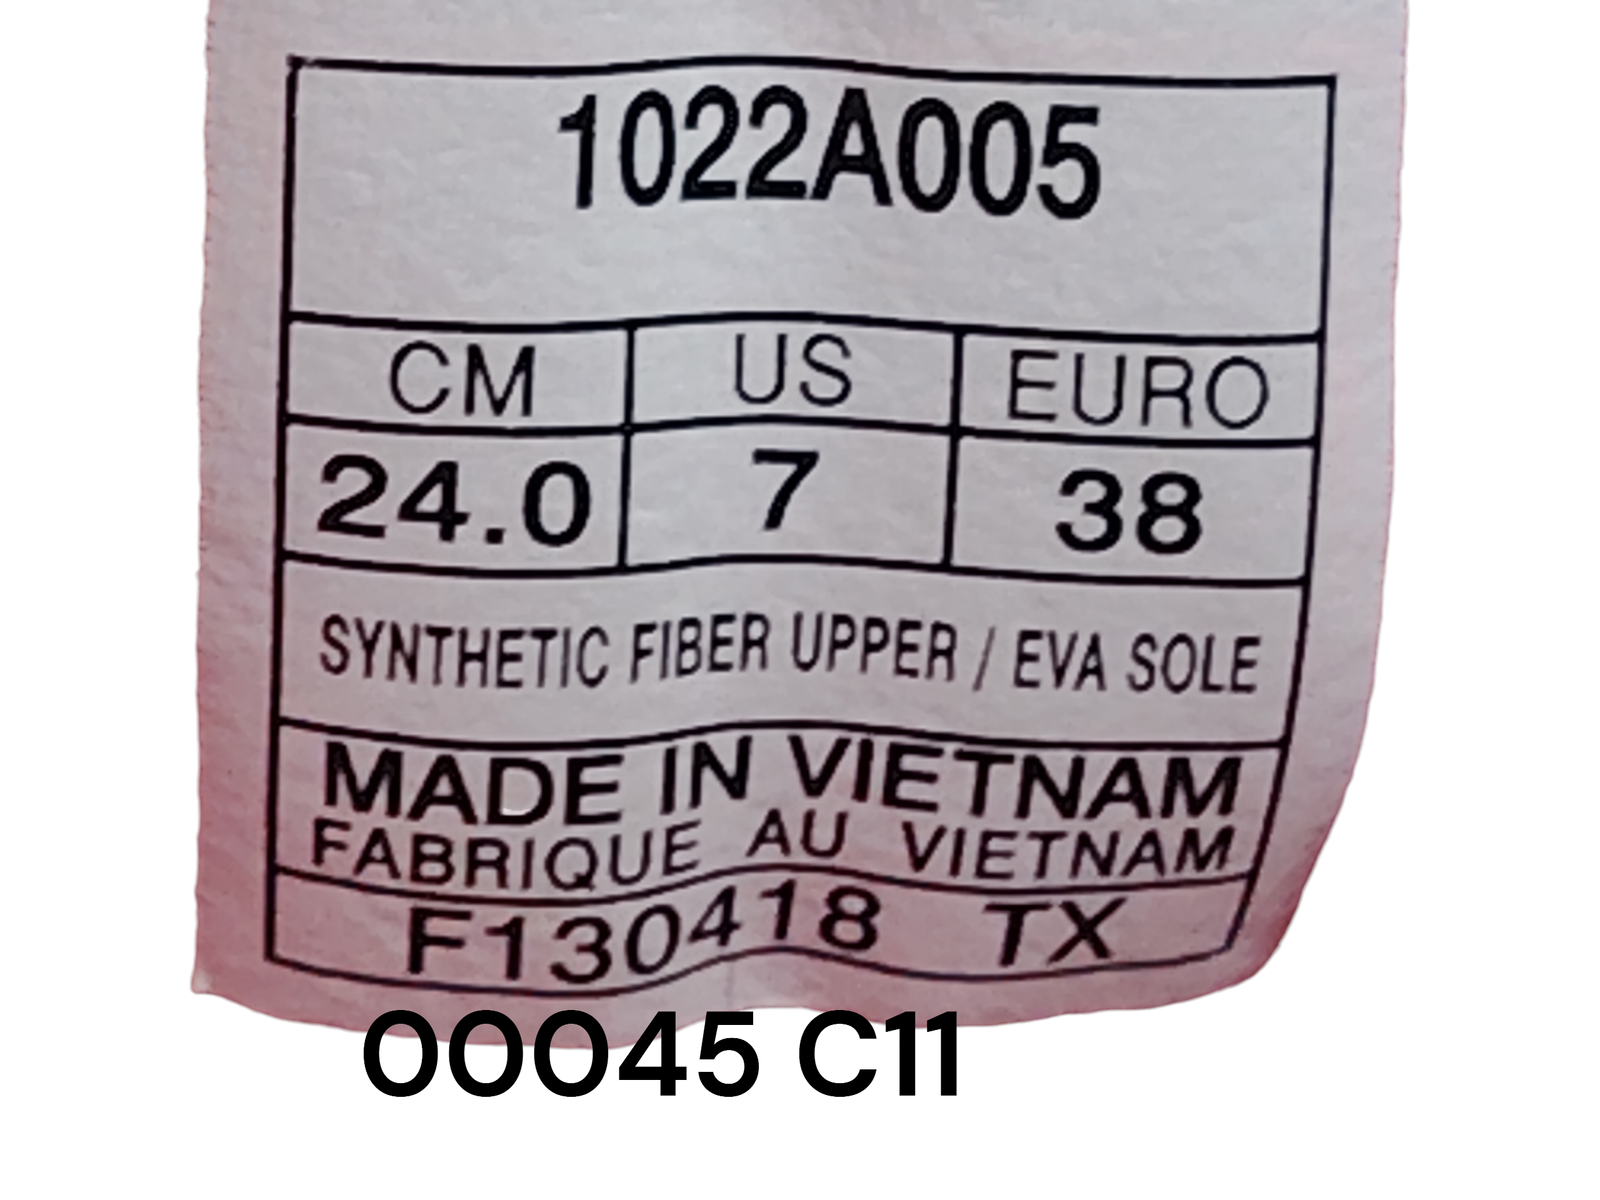 1022A005
CM US EURO
24.0 7 38
SYNTHETIC FIBER UPPER / EVA SOLE
MADE IN VIETNAM
FABRIQUE AU VIETNAM
F130418 TX
00045 C11